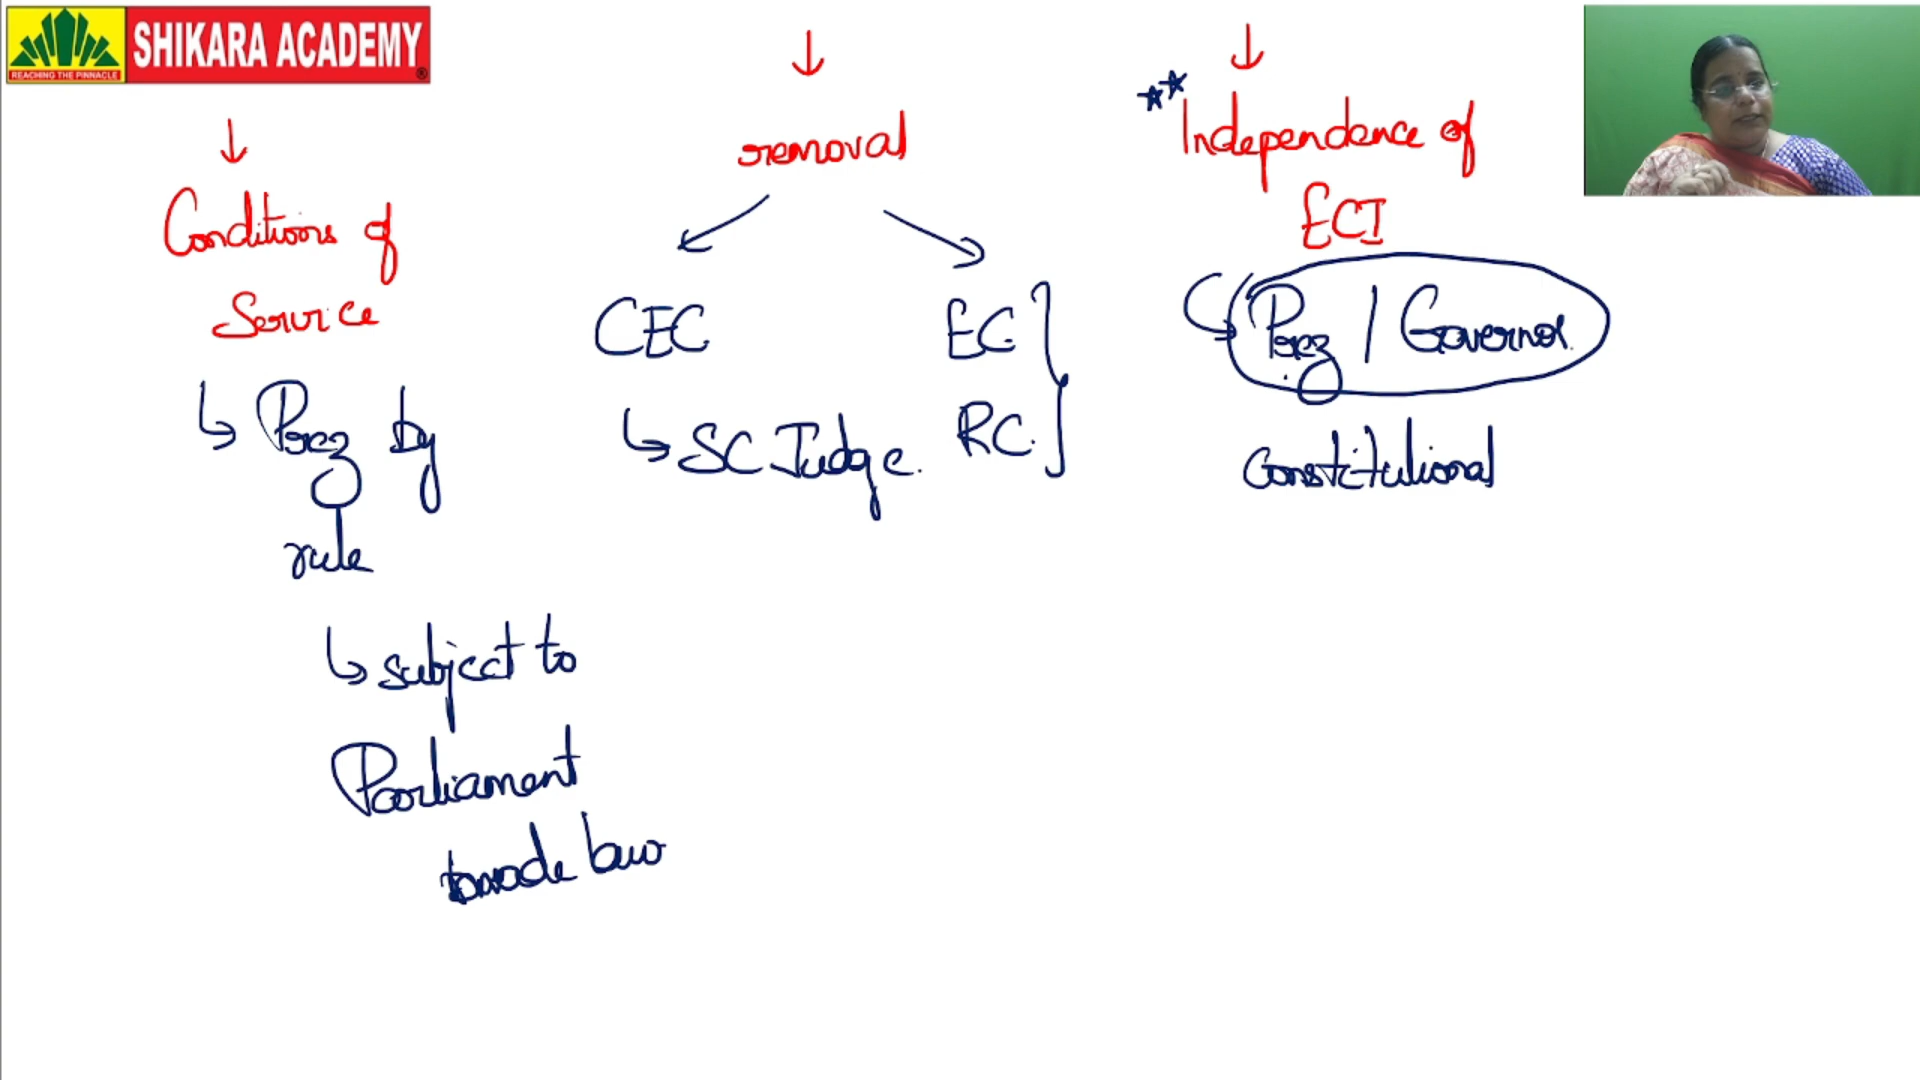 SHIKARA ACADEMY
REACHING THE PINNACLE
Conditions of
Service
Prez by
rule
subject to
Parliament
made law
removal
CEC
SC Judge.
EC
RC.
Independence of
ECI
Prez / Governor.
Constitutional